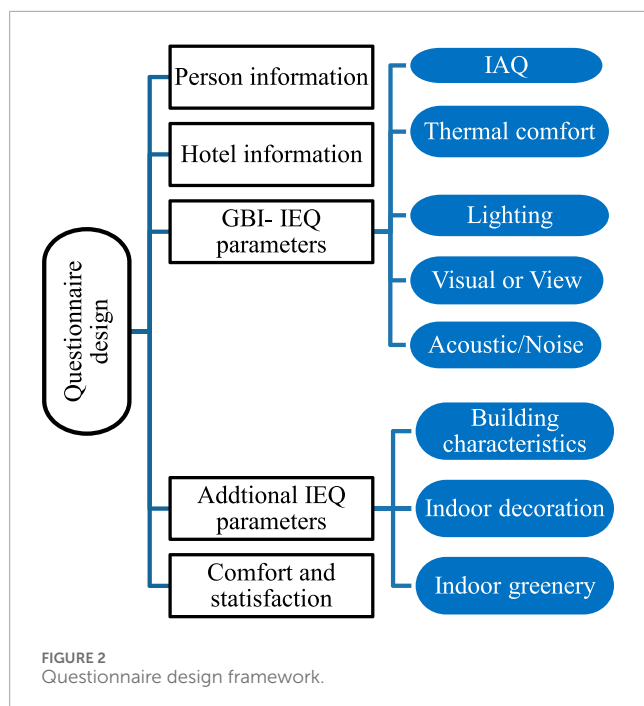 Questionnaire
design
Person information
Hotel information
GBI- IEQ
parameters
IAQ
Thermal comfort
Lighting
Visual or View
Acoustic/Noise
Addtional IEQ
parameters
Building
characteristics
Indoor decoration
Indoor greenery
Comfort and
statisfaction
FIGURE 2
Questionnaire design framework.